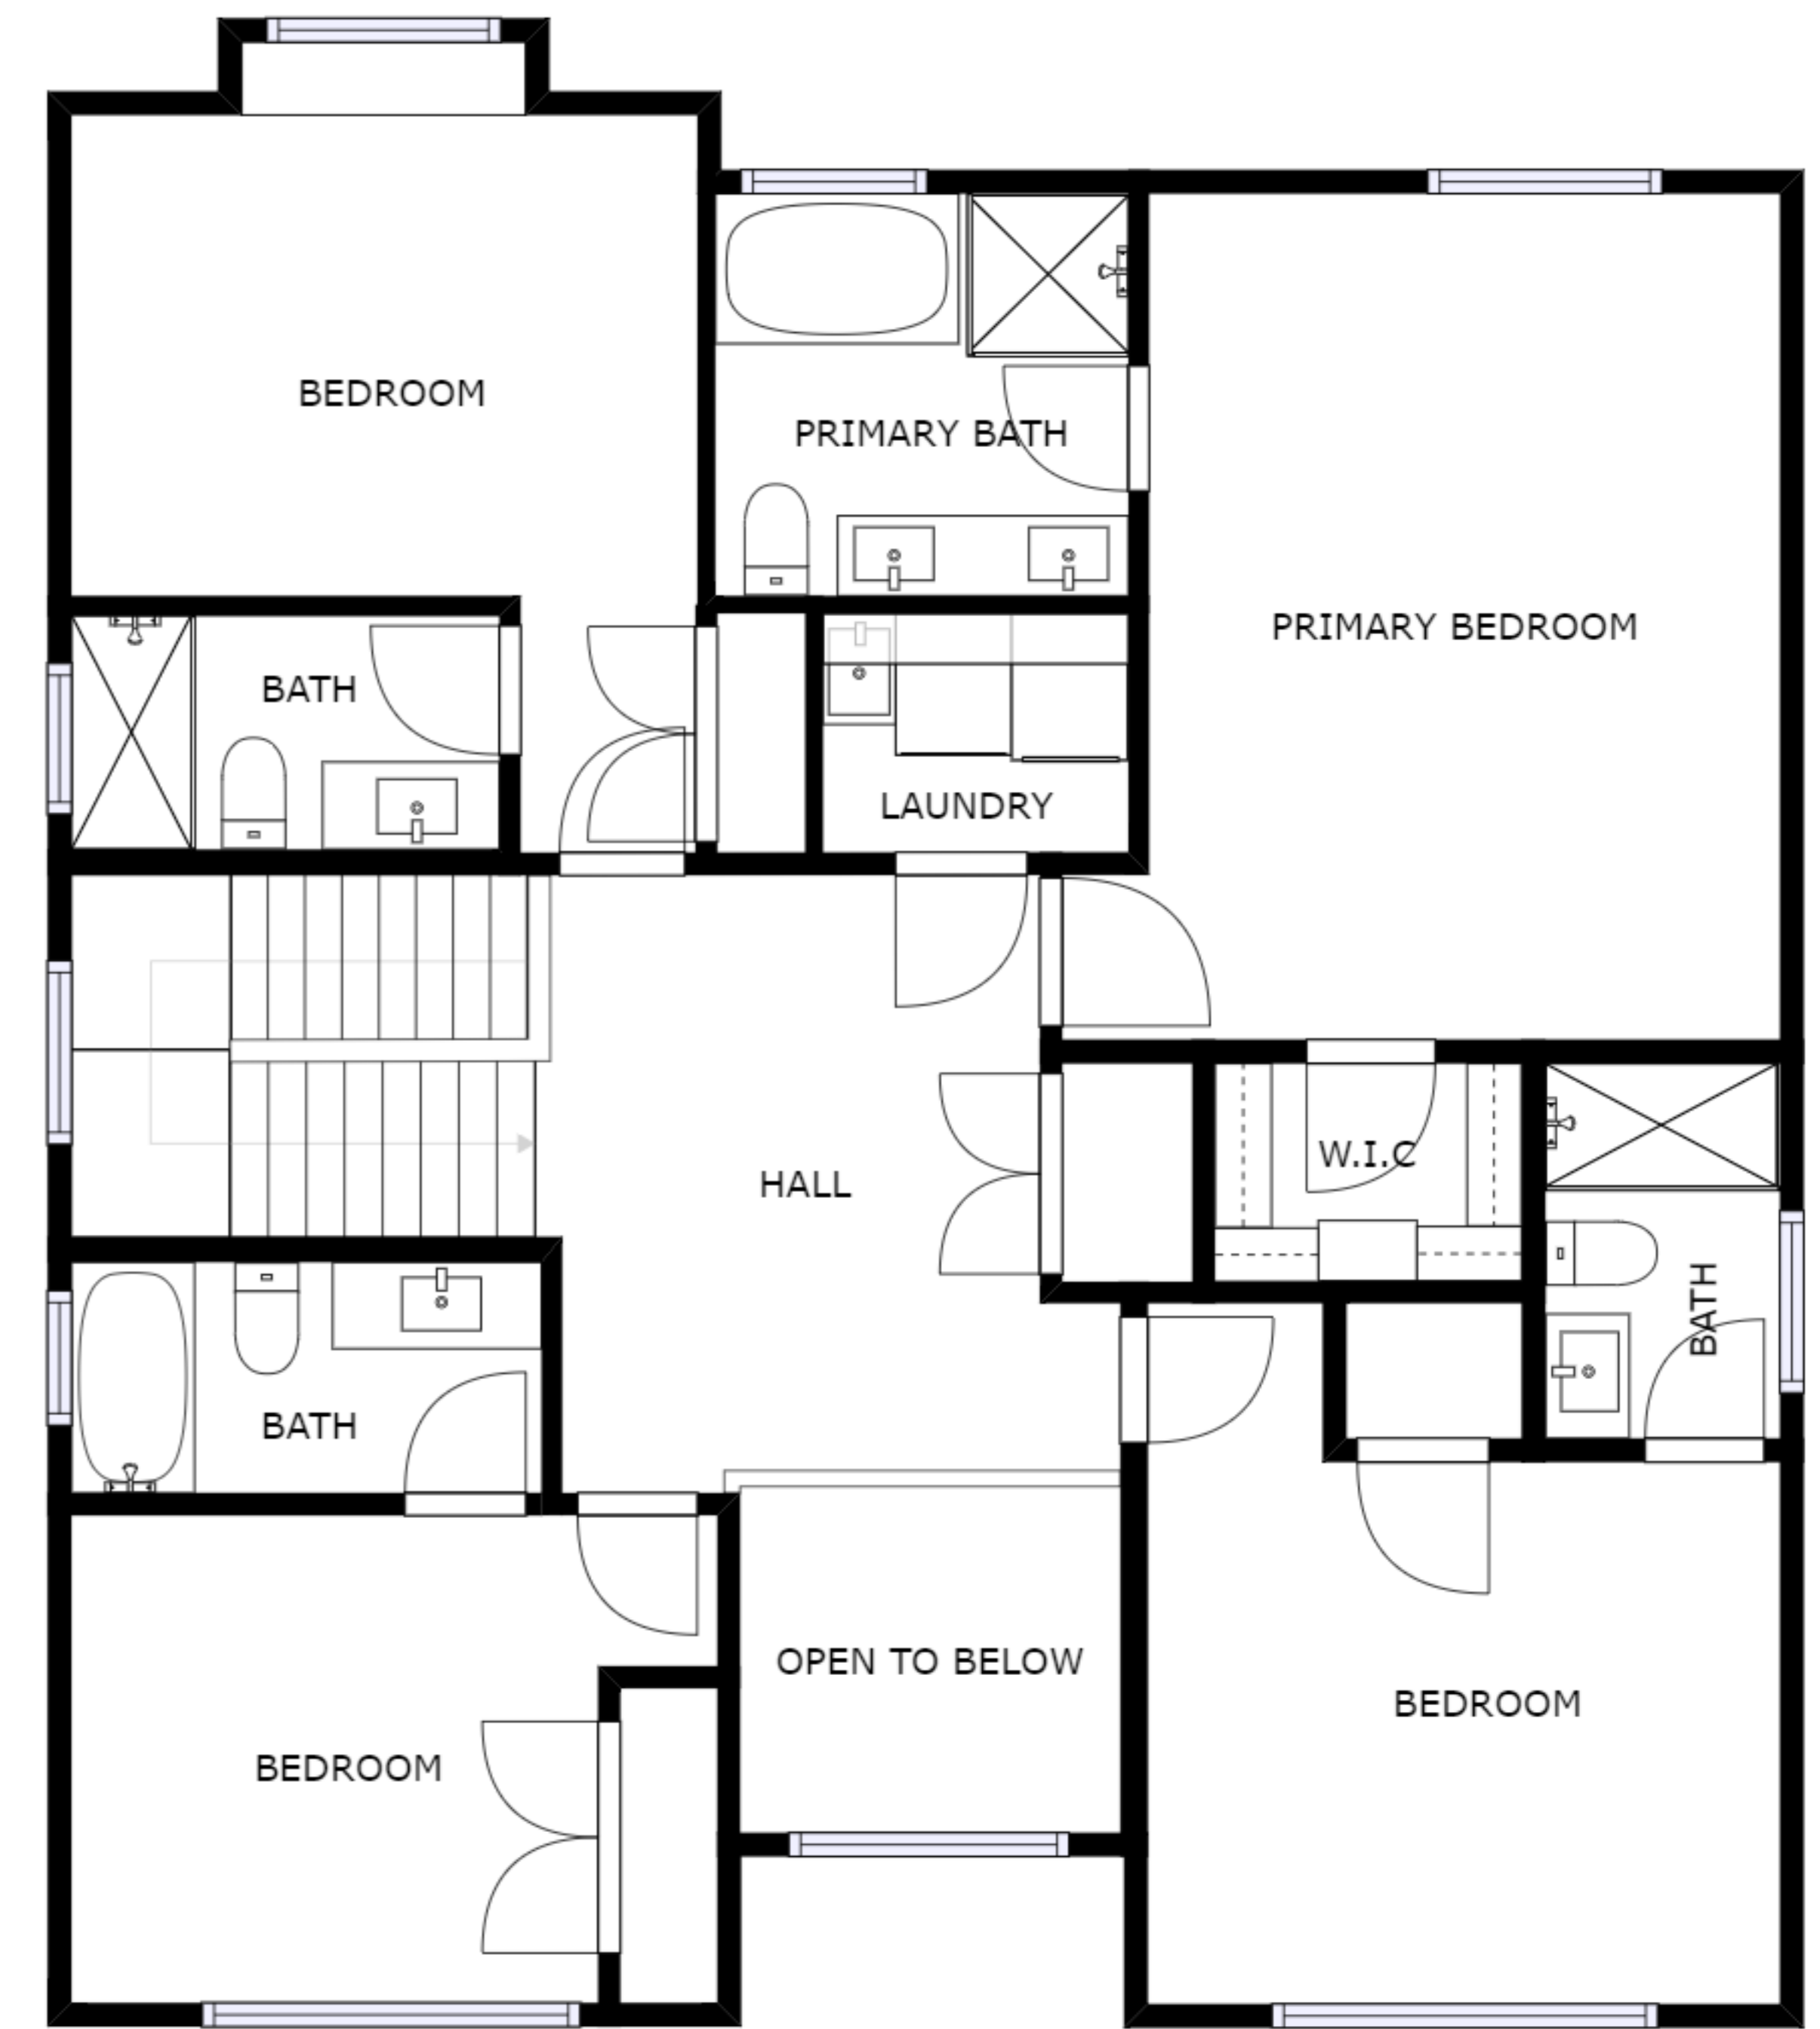 BEDROOM
PRIMARY BATH
PRIMARY BEDROOM
BATH
LAUNDRY
W.I.C
HALL
BATH
BATH
OPEN TO BELOW
BEDROOM
BEDROOM